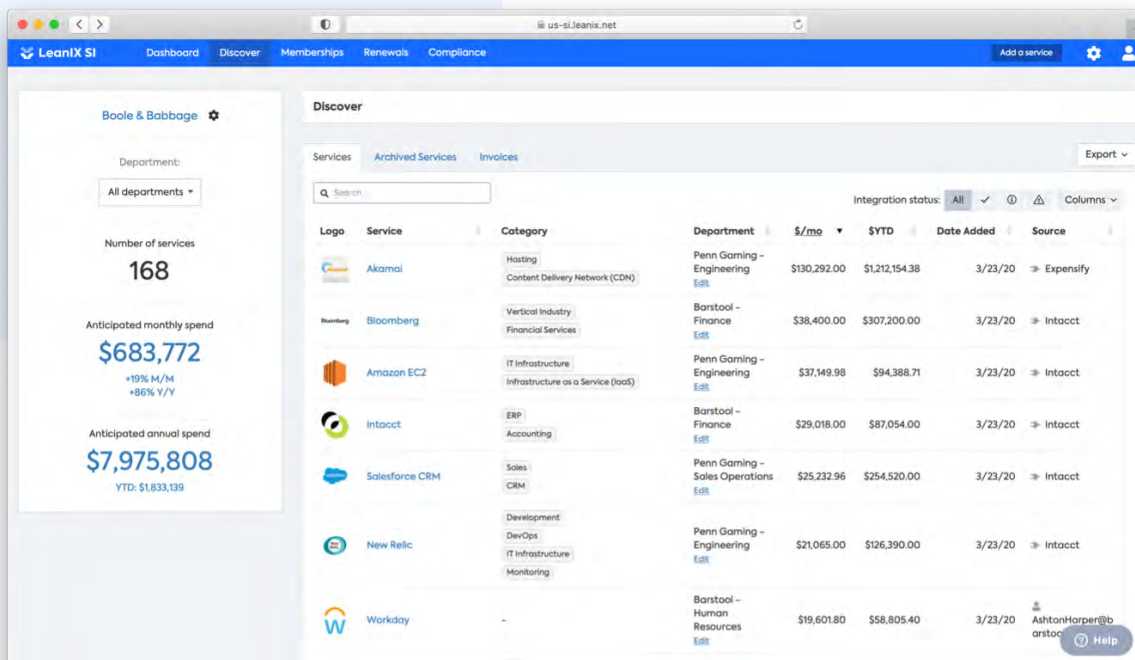 us-si.leanix.net
LeanIX SI
Dashboard
Discover
Memberships
Renewals
Compliance
Add a service
Boole & Babbage
Department:
All departments
Number of services
168
Anticipated monthly spend
$683,772
+19% M/M
+86% Y/Y
Anticipated annual spend
$7,975,808
YTD: $1,833,139
Discover
Services
Archived Services
Invoices
Export
Search
Integration status:
All
Columns
Logo Service Category Department $/mo $YTD Date Added Source
Akamai
Hosting
Content Delivery Network (CDN)
Penn Gaming -
Engineering
Edit
$130,292.00 $1,212,154.38 3/23/20 Expensify
Bloomberg
Bloomberg
Vertical Industry
Financial Services
Barstool -
Finance
Edit
$38,400.00 $307,200.00 3/23/20 Intacct
Amazon EC2
IT Infrastructure
Infrastructure as a Service (IaaS)
Penn Gaming -
Engineering
Edit
$37,149.98 $94,388.71 3/23/20 Intacct
Intacct
ERP
Accounting
Barstool -
Finance
Edit
$29,018.00 $87,054.00 3/23/20 Intacct
Salesforce CRM
Sales
CRM
Penn Gaming -
Sales Operations
Edit
$25,232.96 $254,520.00 3/23/20 Intacct
New Relic
Development
DevOps
IT Infrastructure
Monitoring
Penn Gaming -
Engineering
Edit
$21,065.00 $126,390.00 3/23/20 Intacct
Workday
-
Barstool -
Human
Resources
Edit
$19,601.80 $58,805.40 3/23/20
AshtonHarper@b
arstoo
Help